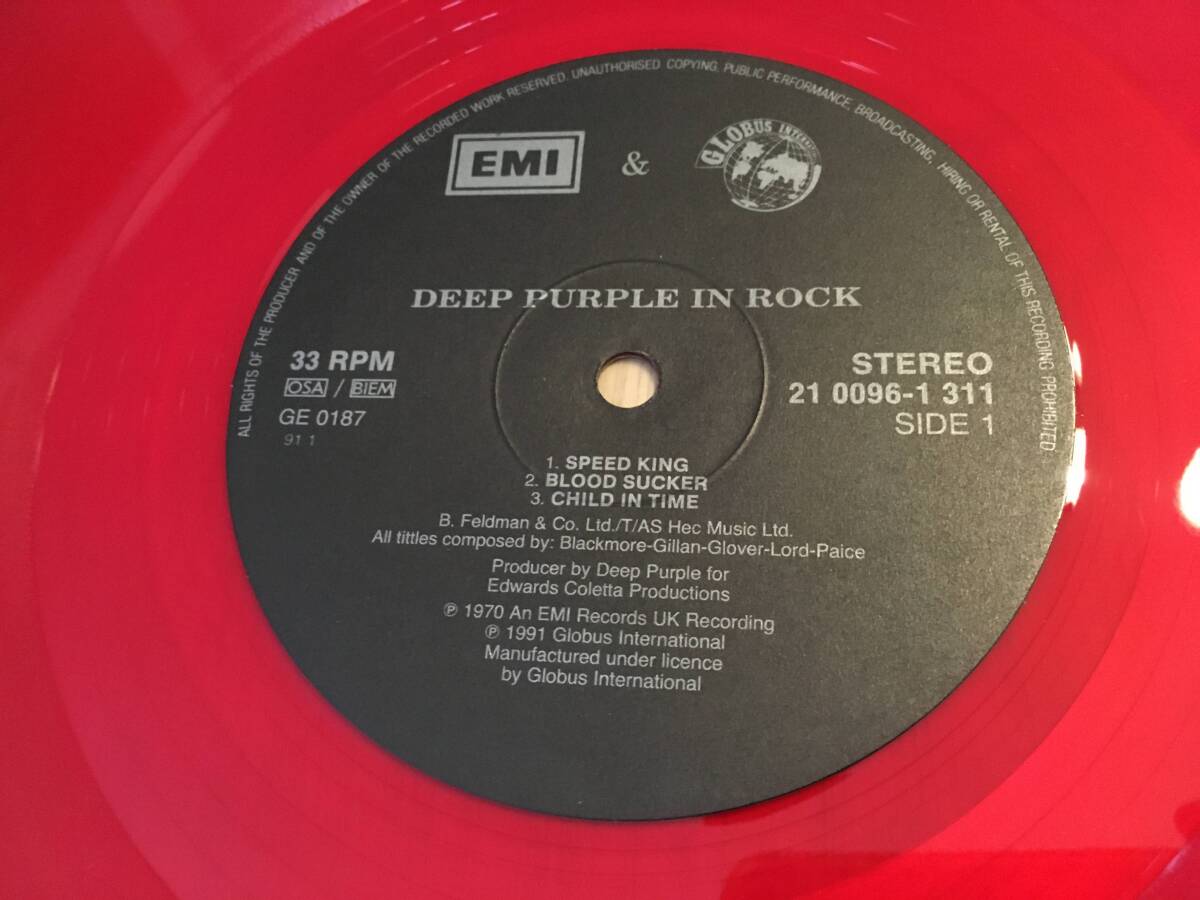 ALL RIGHTS OF THE PRODUCER AND OF THE OWNER OF THE RECORDED WORK RESERVED. UNAUTHORISED COPYING, PUBLIC PERFORMANCE, BROADCASTING, HIRING OR RENTAL OF THIS RECORDING PROHIBITED.
EMI & GLOBUS INTERNATIONAL
DEEP PURPLE IN ROCK
33 RPM
OSA / BIEM
GE 0187
91 1
STEREO
21 0096-1 311
SIDE 1
1. SPEED KING
2. BLOOD SUCKER
3. CHILD IN TIME
B. Feldman & Co. Ltd./T/AS Hec Music Ltd.
All tittles composed by: Blackmore-Gillan-Glover-Lord-Paice
Producer by Deep Purple for
Edwards Coletta Productions
℗ 1970 An EMI Records UK Recording
℗ 1991 Globus International
Manufactured under licence
by Globus International